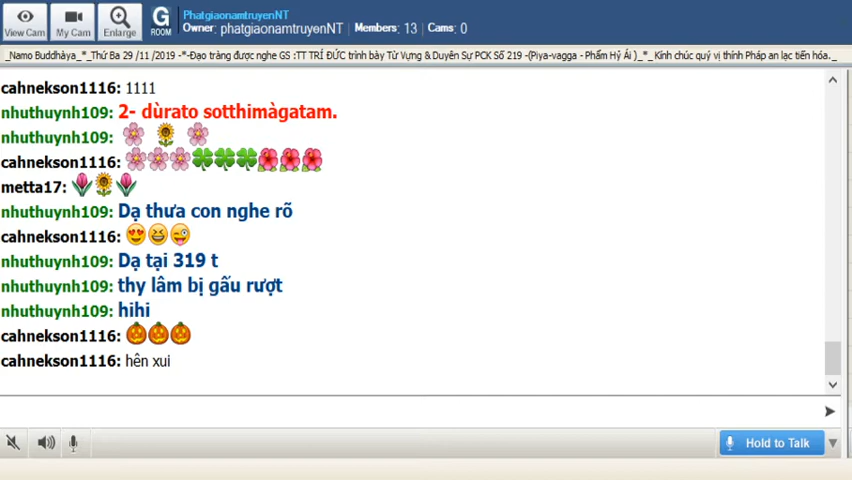 View Cam
My Cam
Enlarge
G
ROOM
PhatgiaonamtruyenNT
Owner: phatgiaonamtruyenNT Members: 13 Cams: 0
_Namo Buddhàya_*_Thứ Ba 29 /11 /2019 -*-Đạo tràng được nghe GS :TT TRÍ ĐỨC trình bày Từ Vựng & Duyên Sự PCK Số 219 -(Piya-vagga - Phẩm Hỷ Ái )_*_ Kính chúc quý vị thính Pháp an lạc tiến hóa._
cahnekson1116: 1111
nhuthuynh109: 2- dùrato sotthimàgatam.
nhuthuynh109:
cahnekson1116:
metta17:
nhuthuynh109: Dạ thưa con nghe rõ
cahnekson1116:
nhuthuynh109: Dạ tại 319 t
nhuthuynh109: thy lâm bị gấu rượt
nhuthuynh109: hihi
cahnekson1116:
cahnekson1116: hên xui
Hold to Talk